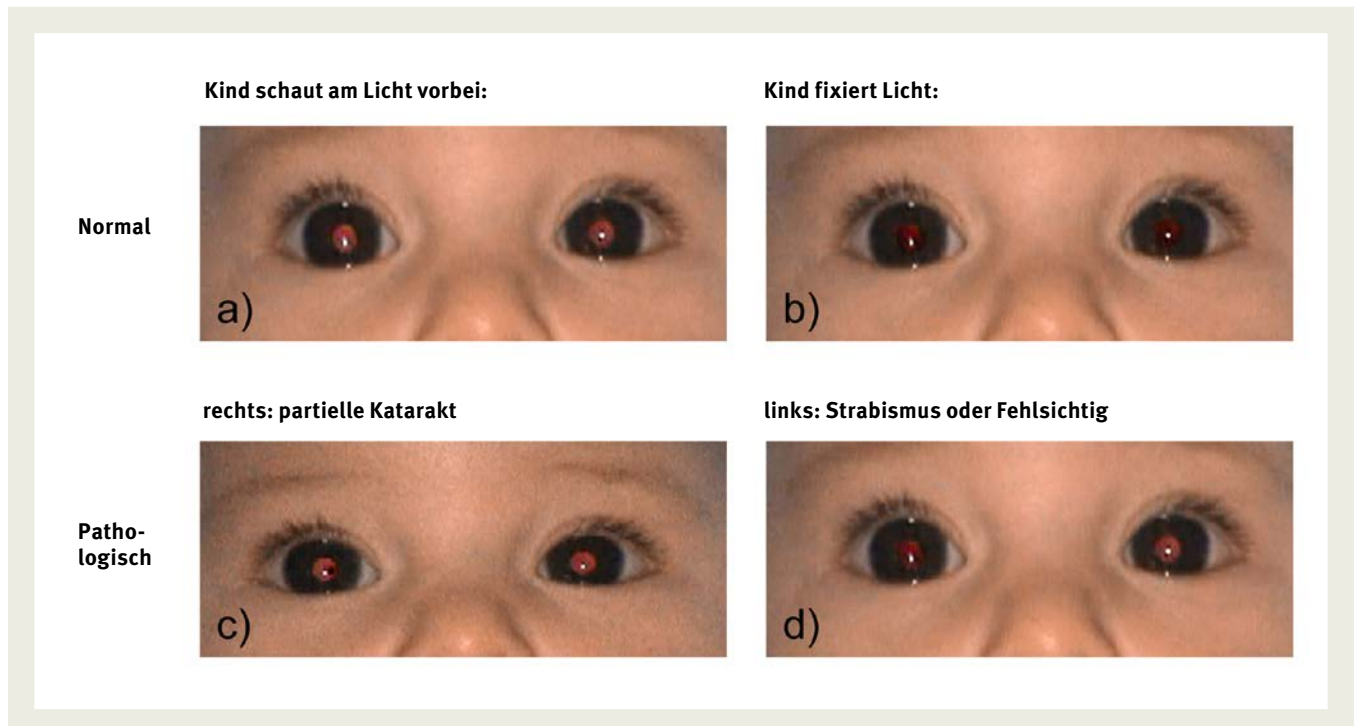 Kind schaut am Licht vorbei:
Kind fixiert Licht:
Normal
a)
b)
rechts: partielle Katarakt
links: Strabismus oder Fehlsichtig
Patho-
logisch
c)
d)